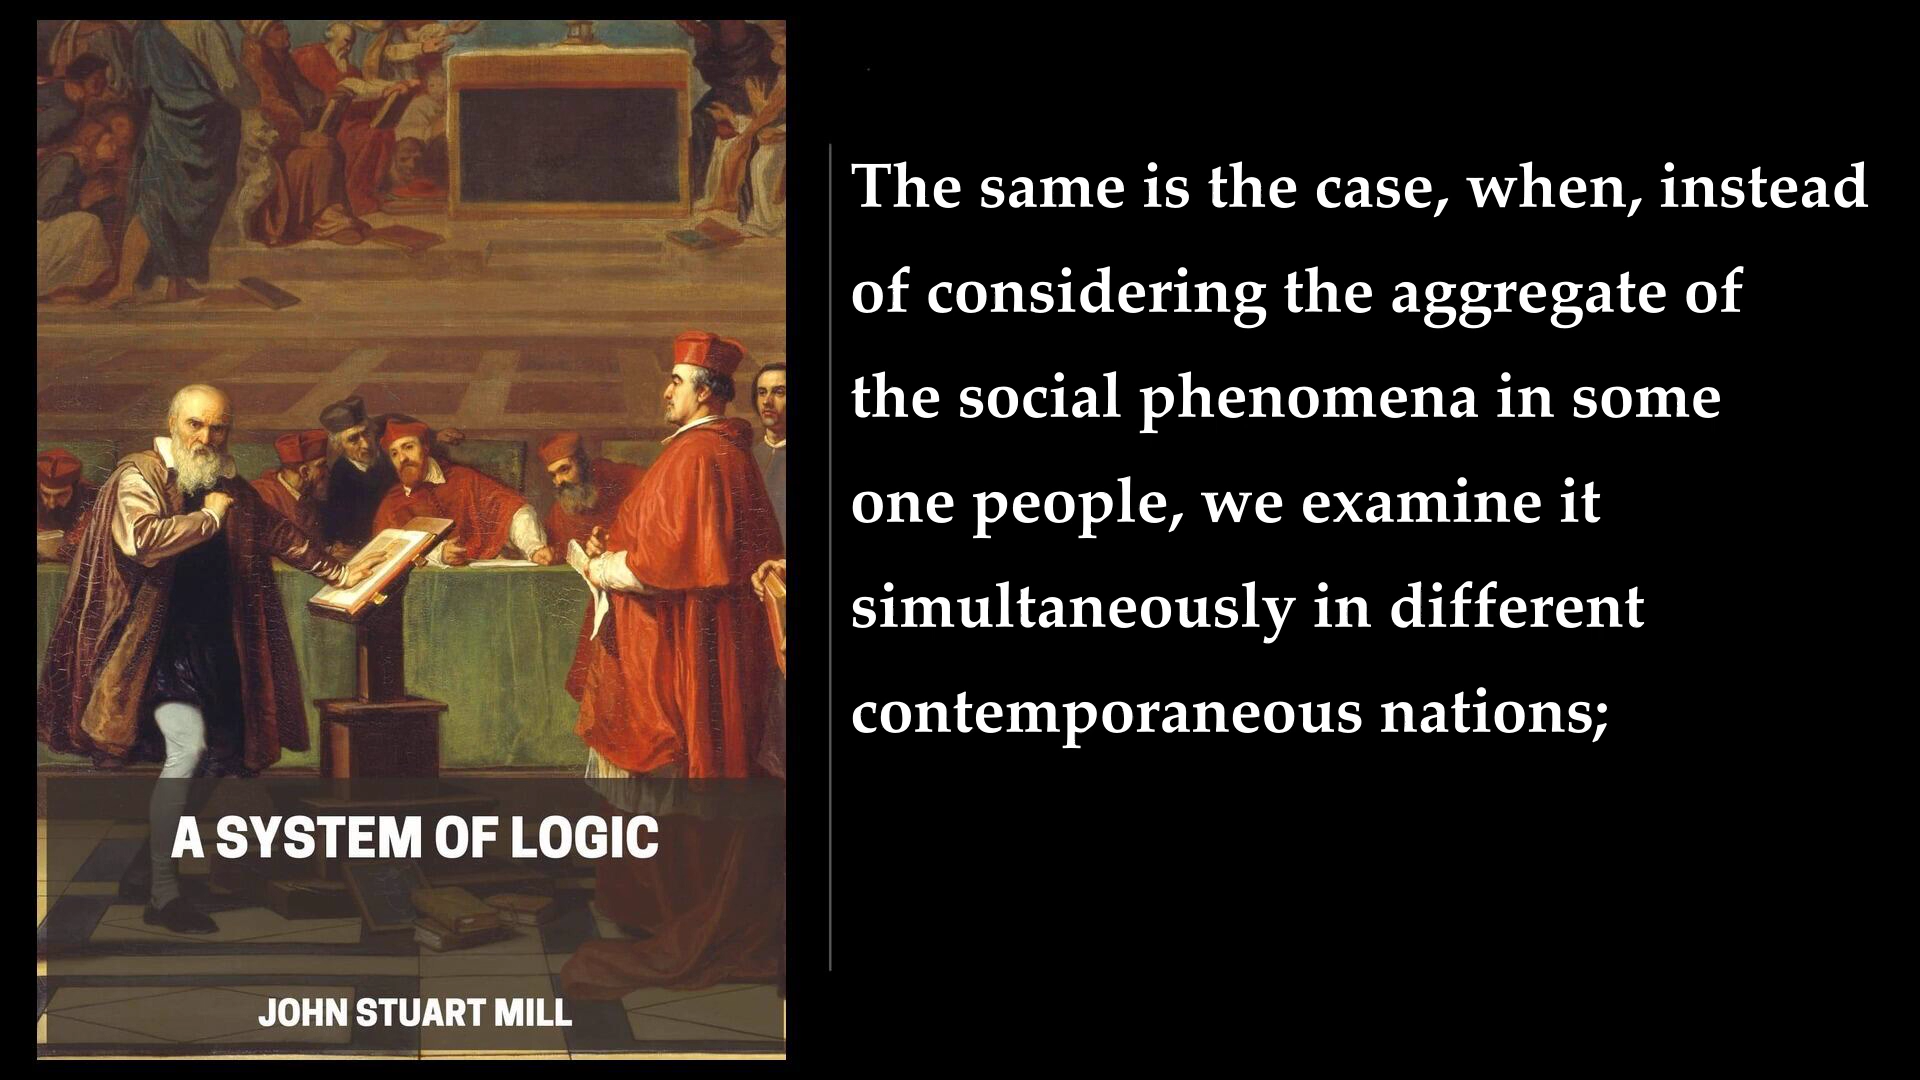 A SYSTEM OF LOGIC
JOHN STUART MILL
The same is the case, when, instead
of considering the aggregate of
the social phenomena in some
one people, we examine it
simultaneously in different
contemporaneous nations;